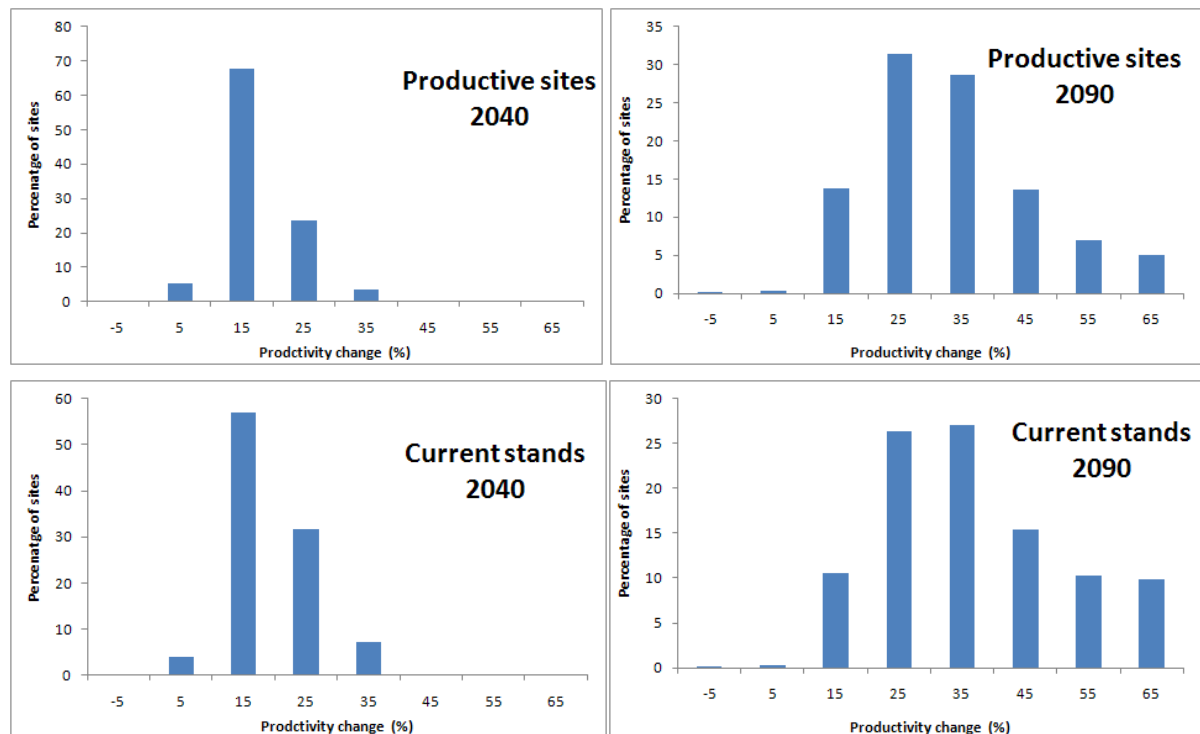 80
70
60
50
40
30
20
10
0
Percenatge of sites
Productive sites
2040
-5 5 15 25 35 45 55 65
Prodctivity change (%)
35
30
25
20
15
10
5
0
Percentage of sites
Productive sites
2090
-5 5 15 25 35 45 55 65
Productivity change (%)
60
50
40
30
20
10
0
Percenatge of sites
Current stands
2040
-5 5 15 25 35 45 55 65
Prodctivity change (%)
30
25
20
15
10
5
0
Percentage of sites
Current stands
2090
-5 5 15 25 35 45 55 65
Productivity change (%)